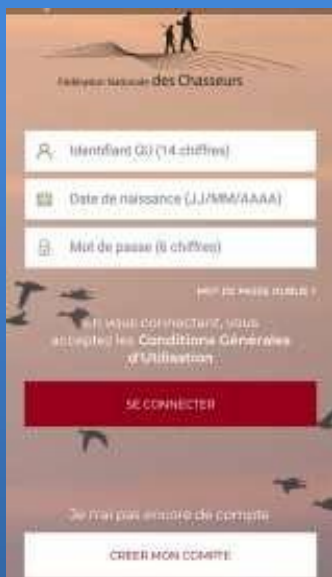 Fédération Nationale des Chasseurs
Identifiant GU (14 chiffres)
Date de naissance (JJ/MM/AAAA)
Mot de passe (6 chiffres)
MOT DE PASSE OUBLIÉ ?
En vous connectant, vous
acceptez les Conditions Générales
d'Utilisation
SE CONNECTER
Je n'ai pas encore de compte
CRÉER MON COMPTE